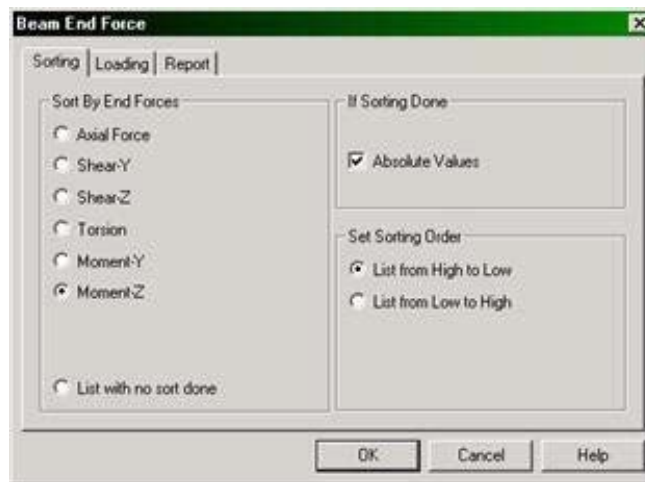 Beam End Force
Sorting Loading Report
Sort By End Forces
Axial Force
Shear-Y
Shear-Z
Torsion
Moment-Y
Moment-Z
List with no sort done
If Sorting Done
Absolute Values
Set Sorting Order
List from High to Low
List from Low to High
OK Cancel Help